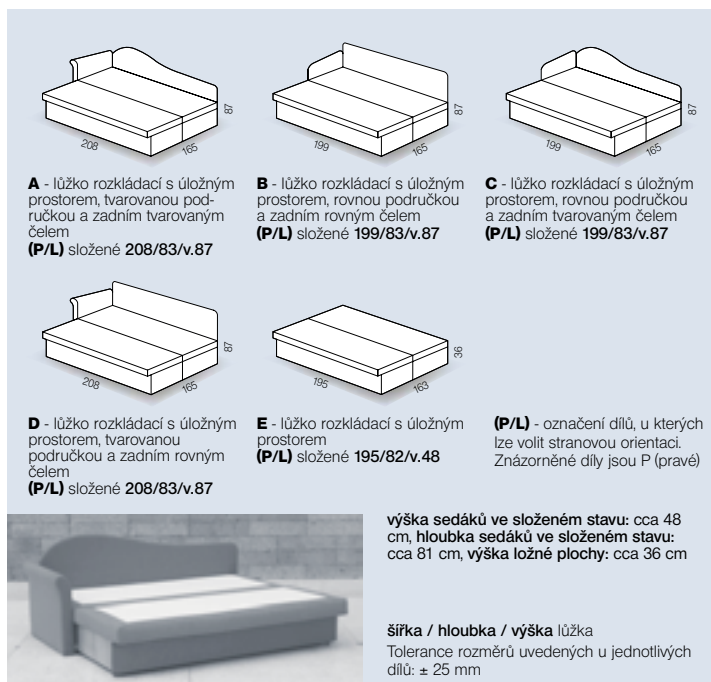 87
208
165
A - lůžko rozkládací s úložným
prostorem, tvarovanou pod-
ručkou a zadním tvarovaným
čelem
(P/L) složené 208/83/v.87
87
199
165
B - lůžko rozkládací s úložným
prostorem, rovnou područkou
a zadním rovným čelem
(P/L) složené 199/83/v.87
87
199
165
C - lůžko rozkládací s úložným
prostorem, rovnou područkou
a zadním tvarovaným čelem
(P/L) složené 199/83/v.87
87
208
165
D - lůžko rozkládací s úložným
prostorem, tvarovanou
područkou a zadním rovným
čelem
(P/L) složené 208/83/v.87
36
195
163
E - lůžko rozkládací s úložným
prostorem
(P/L) složené 195/82/v.48
(P/L) - označení dílů, u kterých
lze volit stranovou orientaci.
Znázorněné díly jsou P (pravé)
výška sedáků ve složeném stavu: cca 48
cm, hloubka sedáků ve složeném stavu:
cca 81 cm, výška ložné plochy: cca 36 cm
šířka / hloubka / výška lůžka
Tolerance rozměrů uvedených u jednotlivých
dílů: ± 25 mm